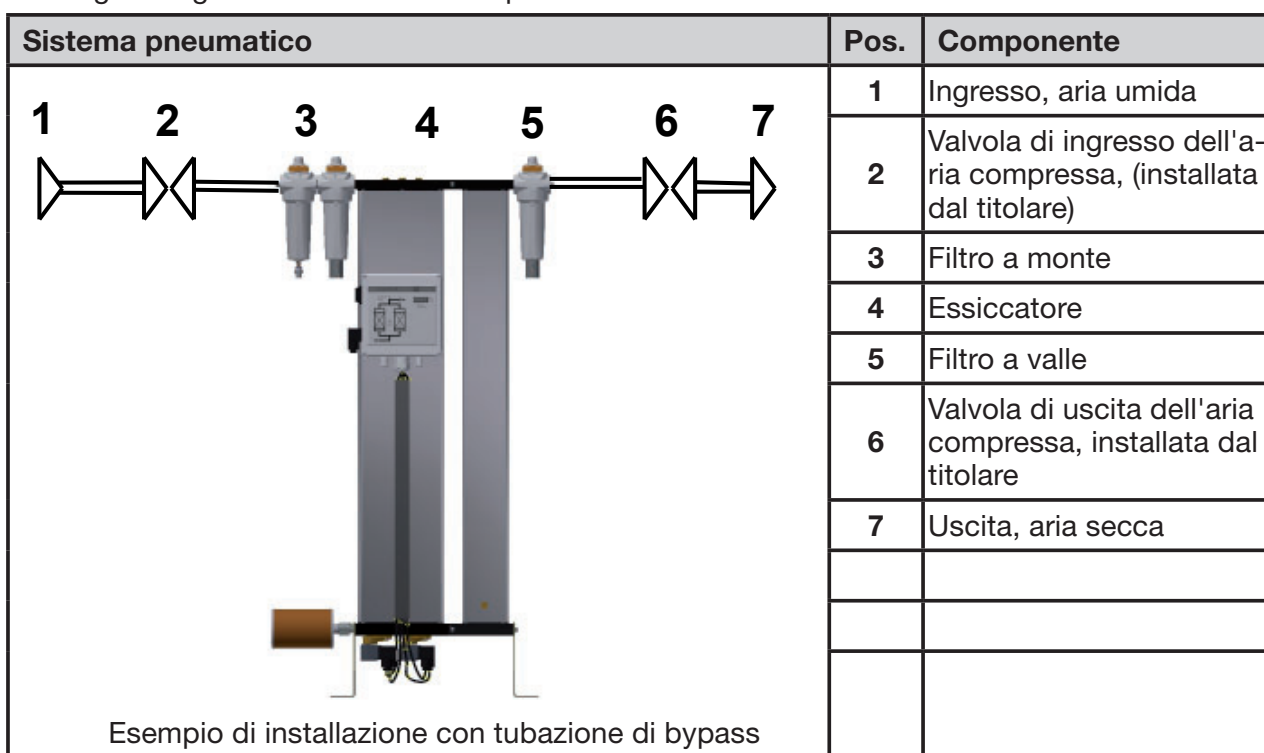 Sistema pneumatico
Pos.
Componente
1 2 3 4 5 6 7
Esempio di installazione con tubazione di bypass
1
Ingresso, aria umida
2
Valvola di ingresso dell'a-
ria compressa, (installata
dal titolare)
3
Filtro a monte
4
Essiccatore
5
Filtro a valle
6
Valvola di uscita dell'aria
compressa, installata dal
titolare
7
Uscita, aria secca